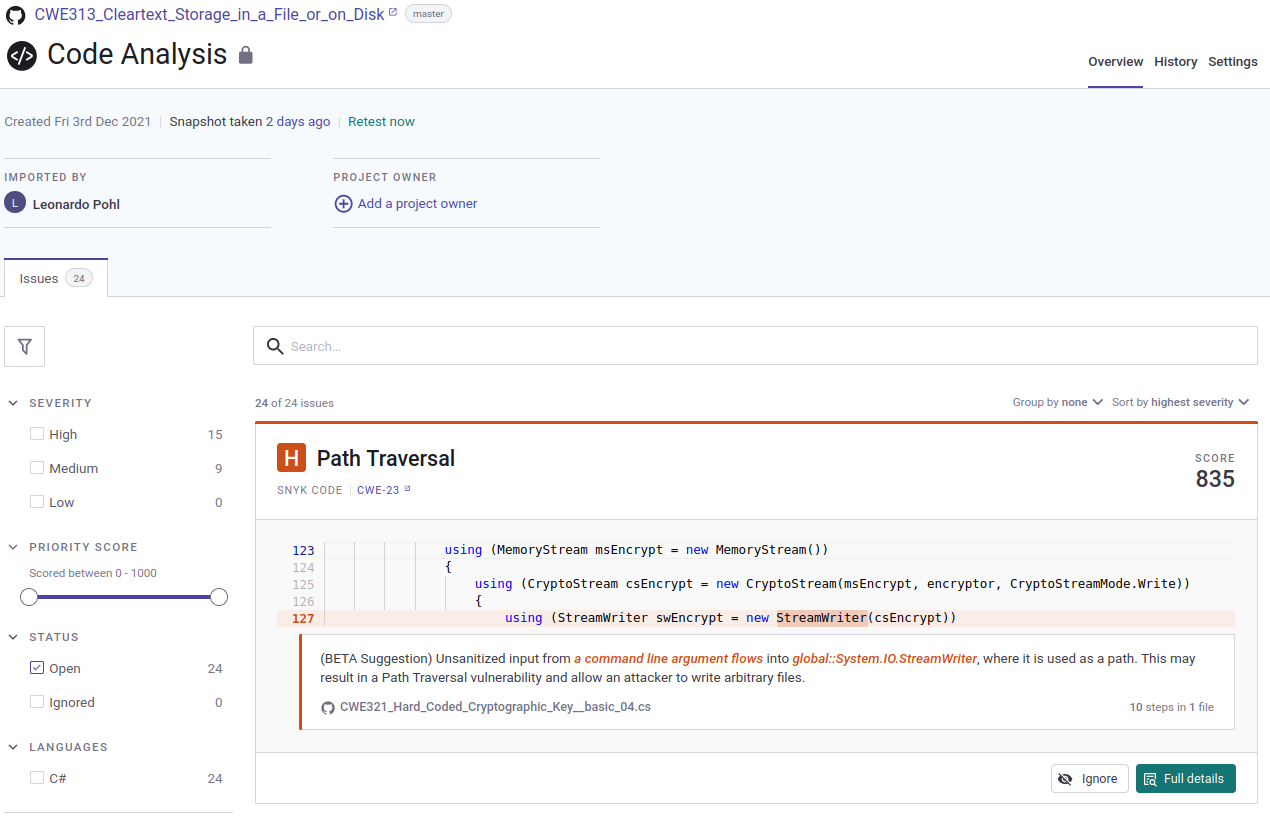 CWE313_Cleartext_Storage_in_a_File_or_on_Disk master
Code Analysis
Overview History Settings
Created Fri 3rd Dec 2021 | Snapshot taken 2 days ago | Retest now
IMPORTED BY
L Leonardo Pohl
PROJECT OWNER
Add a project owner
Issues 24
Search...
SEVERITY
High 15
Medium 9
Low 0
PRIORITY SCORE
Scored between 0 - 1000
STATUS
Open 24
Ignored 0
LANGUAGES
C# 24
24 of 24 issues
Group by none Sort by highest severity
H Path Traversal
SNYK CODE | CWE-23
SCORE
835
123 using (MemoryStream msEncrypt = new MemoryStream())
124 {
125 using (CryptoStream csEncrypt = new CryptoStream(msEncrypt, encryptor, CryptoStreamMode.Write))
126 {
127 using (StreamWriter swEncrypt = new StreamWriter(csEncrypt))
(BETA Suggestion) Unsanitized input from a command line argument flows into global::System.IO.StreamWriter, where it is used as a path. This may
result in a Path Traversal vulnerability and allow an attacker to write arbitrary files.
CWE321_Hard_Coded_Cryptographic_Key__basic_04.cs
10 steps in 1 file
Ignore
Full details